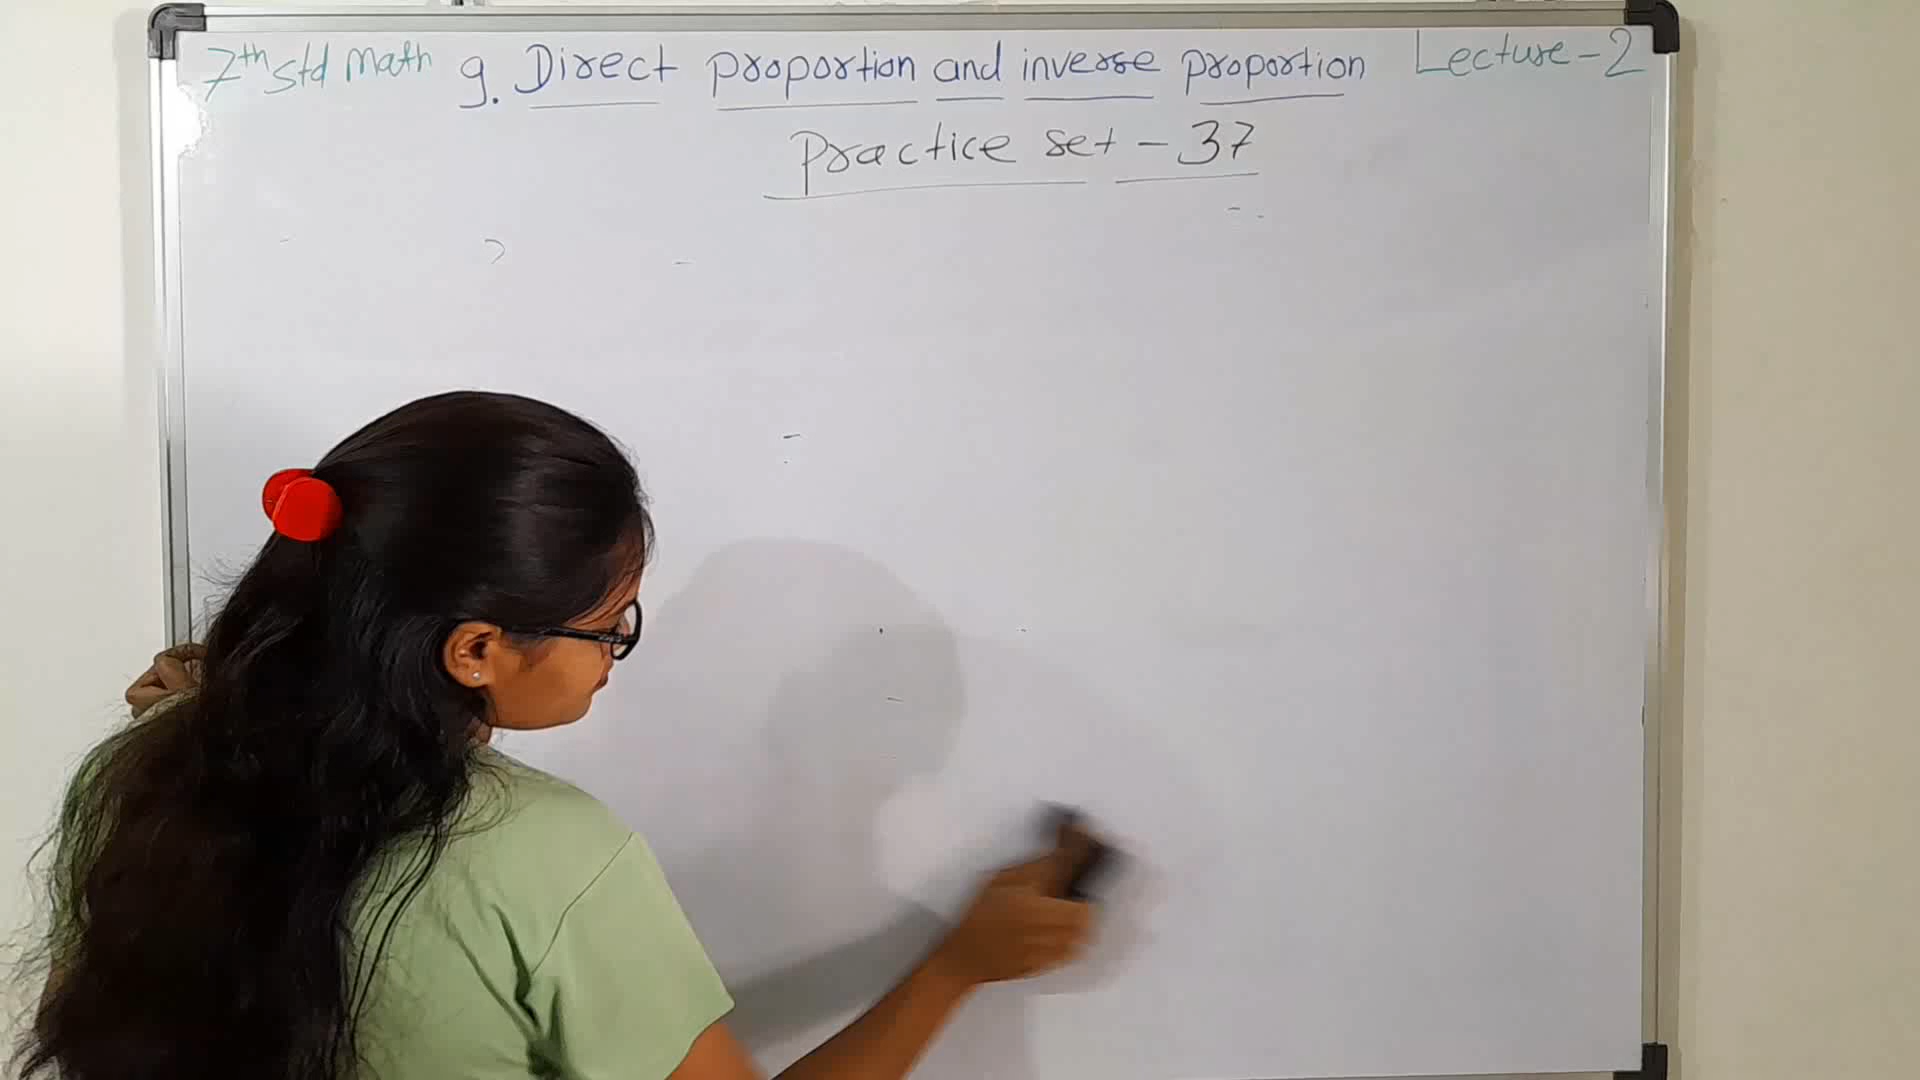 7th std Math 9. Direct proportion and inverse proportion Lecture-2
Practice set - 37